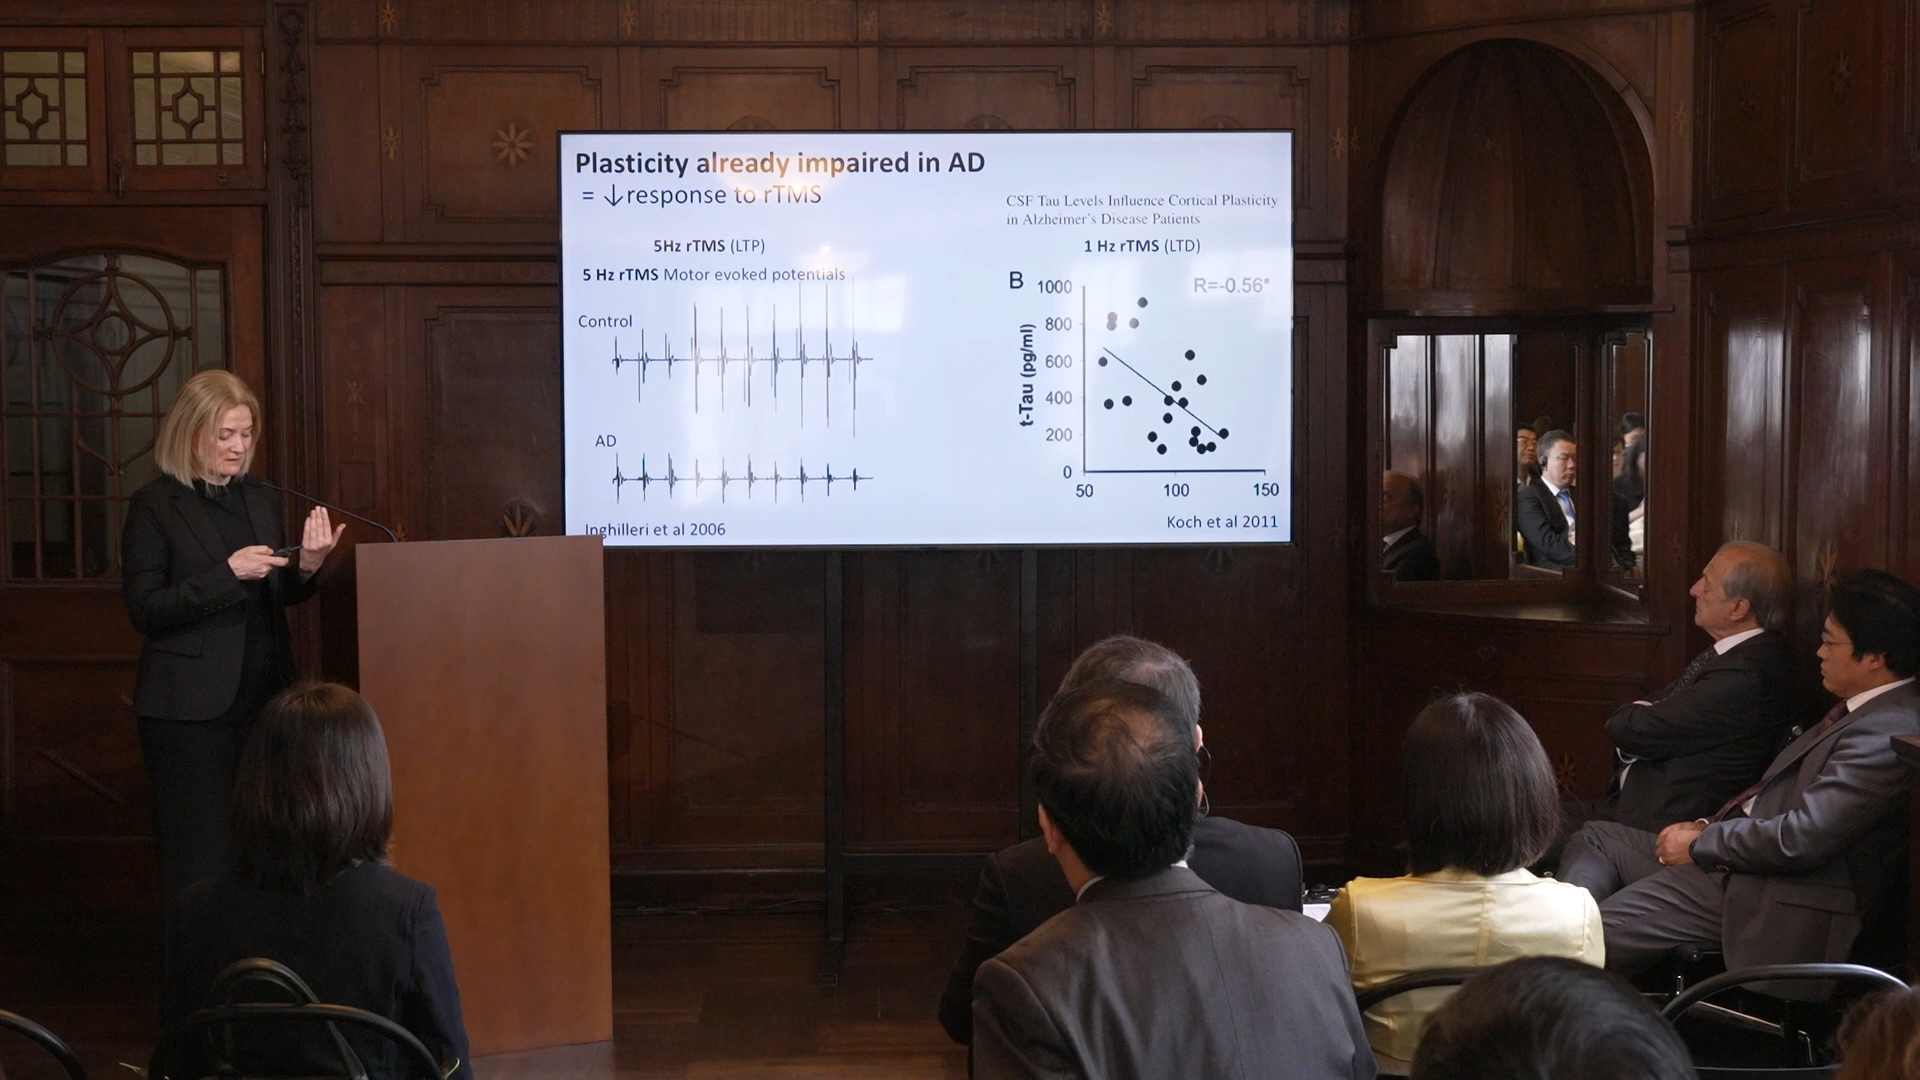 Plasticity already impaired in AD
= ↓response to rTMS
CSF Tau Levels Influence Cortical Plasticity
in Alzheimer's Disease Patients
5Hz rTMS (LTP)
5 Hz rTMS Motor evoked potentials
Control
AD
Inghilleri et al 2006
1 Hz rTMS (LTD)
B
R=-0.56*
t-Tau (pg/ml)
1000
800
600
400
200
0
50 100 150
Koch et al 2011